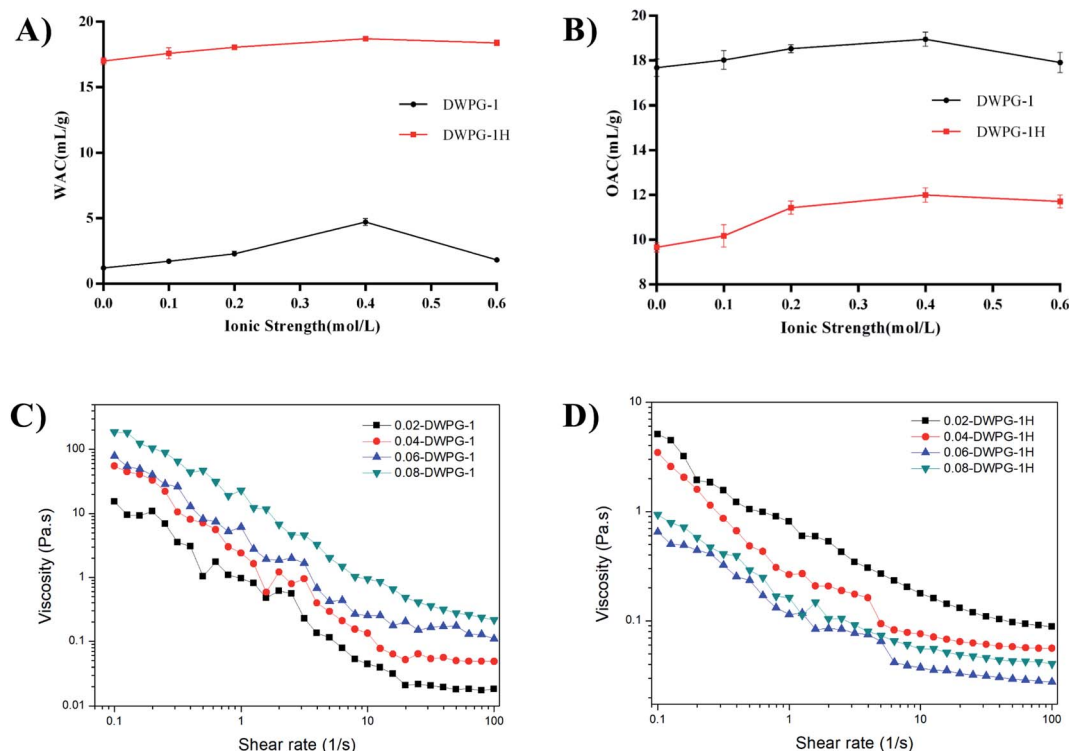 A)
WAC(mL/g)
20
15
10
5
0
DWPG-1
DWPG-1H
0.0 0.1 0.2 0.3 0.4 0.5 0.6
Ionic Strength(mol/L)
B)
OAC(mL/g)
20
18
16
14
12
10
8
DWPG-1
DWPG-1H
0.0 0.1 0.2 0.3 0.4 0.5 0.6
Ionic Strength(mol/L)
C)
Viscosity (Pa.s)
100
10
1
0.1
0.01
0.02-DWPG-1
0.04-DWPG-1
0.06-DWPG-1
0.08-DWPG-1
0.1 1 10 100
Shear rate (1/s)
D)
Viscosity (Pa.s)
10
1
0.1
0.02-DWPG-1H
0.04-DWPG-1H
0.06-DWPG-1H
0.08-DWPG-1H
0.1 1 10 100
Shear rate (1/s)